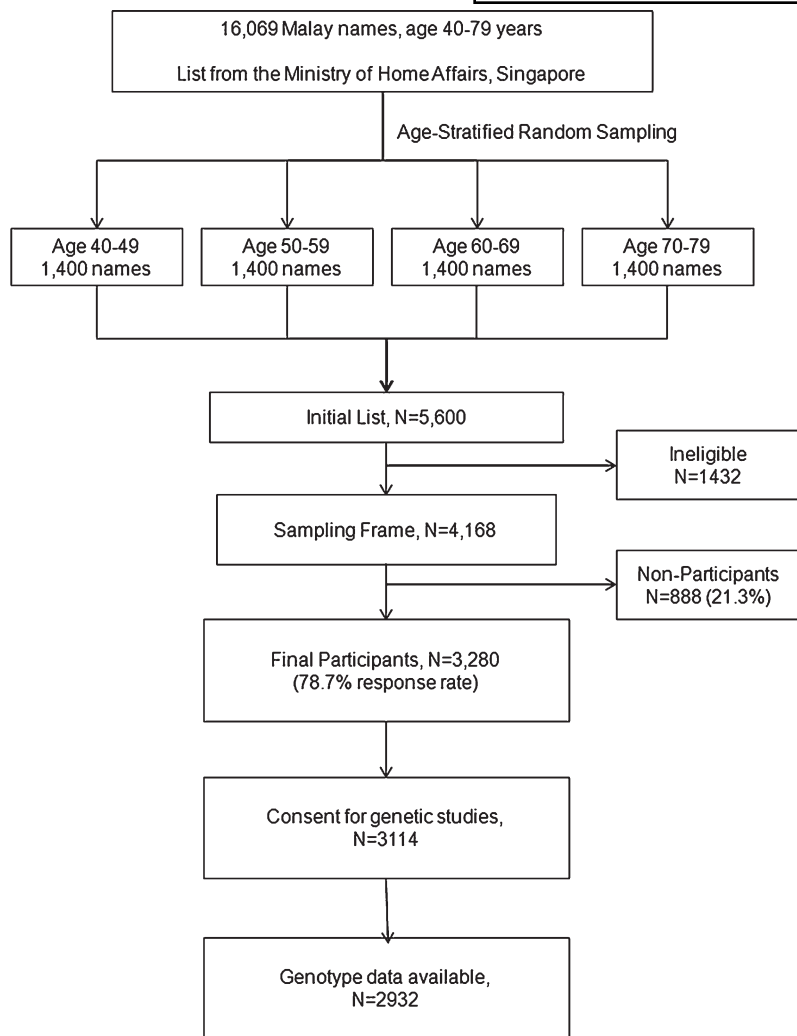 16,069 Malay names, age 40-79 years
List from the Ministry of Home Affairs, Singapore
Age-Stratified Random Sampling
Age 40-49
1,400 names
Age 50-59
1,400 names
Age 60-69
1,400 names
Age 70-79
1,400 names
Initial List, N=5,600
Ineligible
N=1432
Sampling Frame, N=4,168
Non-Participants
N=888 (21.3%)
Final Participants, N=3,280
(78.7% response rate)
Consent for genetic studies,
N=3114
Genotype data available,
N=2932